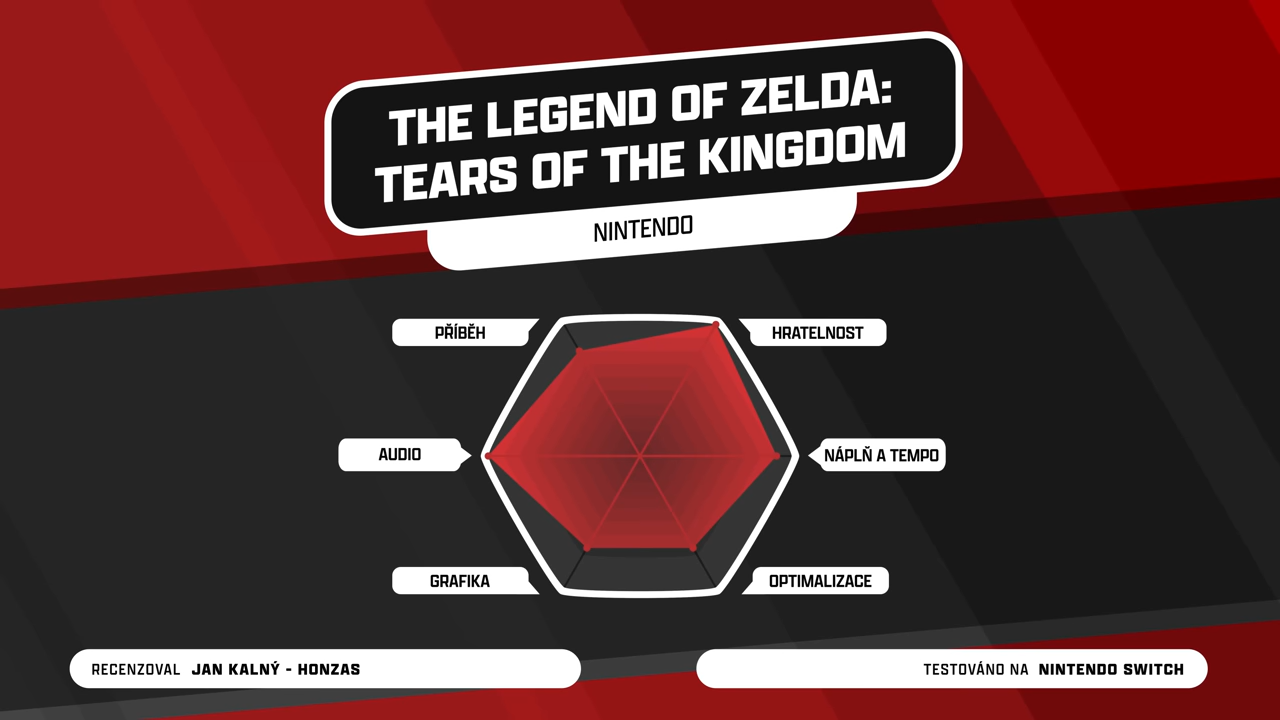 THE LEGEND OF ZELDA:
TEARS OF THE KINGDOM
NINTENDO
PŘÍBĚH
HRATELNOST
AUDIO
NÁPLŇ A TEMPO
GRAFIKA
OPTIMALIZACE
RECENZOVAL JAN KALNÝ - HONZAS
TESTOVÁNO NA NINTENDO SWITCH